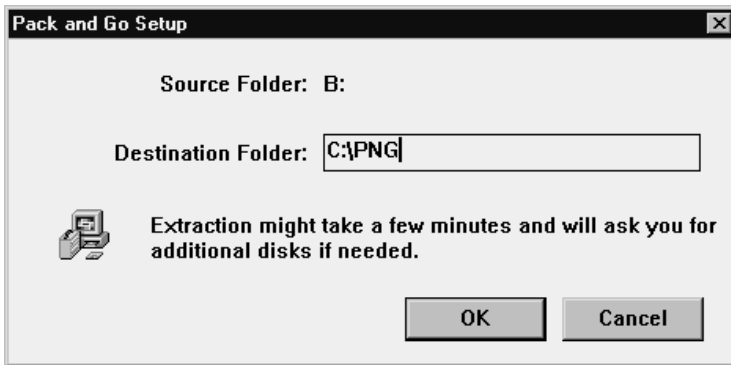 Pack and Go Setup
Source Folder: B:
Destination Folder: C:\PNG
Extraction might take a few minutes and will ask you for
additional disks if needed.
OK Cancel